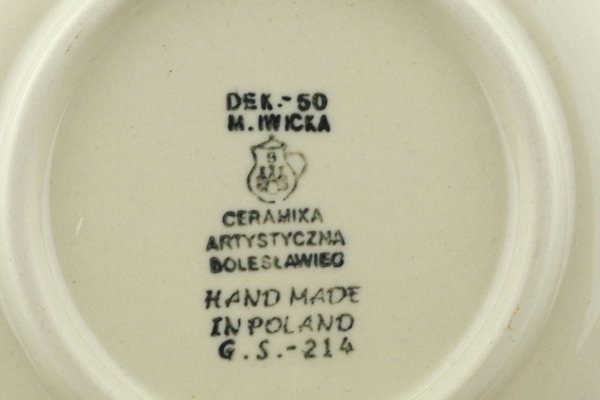 DEK.-50
M. IWICKA
B
CERAMIKA
ARTYSTYCZNA
BOLESŁAWIEC
HAND MADE
IN POLAND
G.S.-214